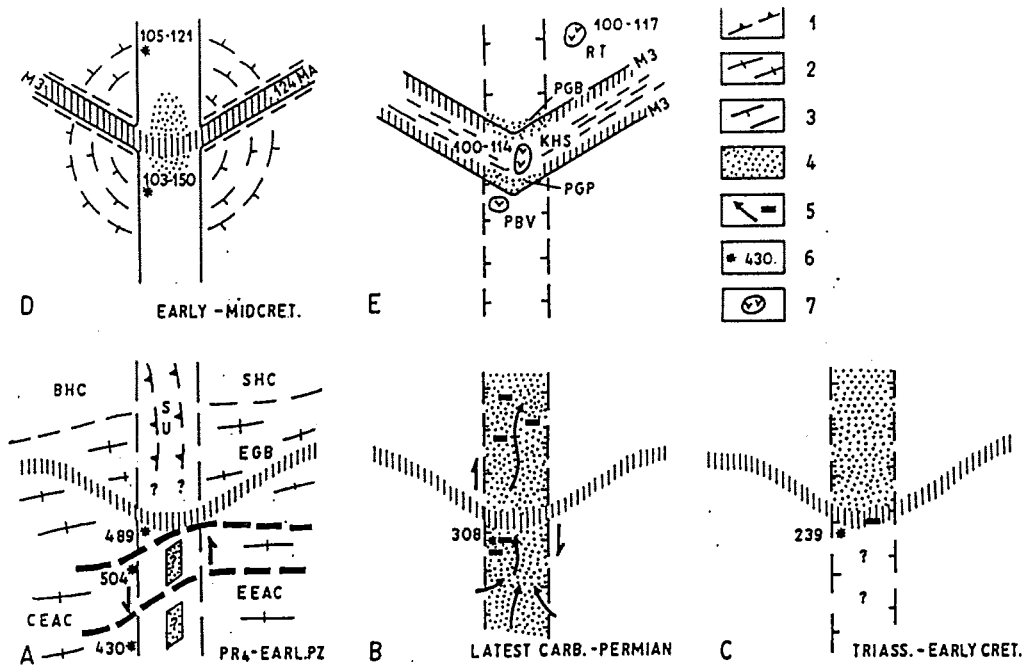 105-121
M3
124 MA
103-150
D
EARLY - MIDCRET.
100-117
RT
M3
PGB
M3
100-114
KHS
PGP
PBV
E
1
2
3
4
5
* 430. 6
7
BHC
SHC
S
U
EGB
? ?
489
504
?
CEAC
EEAC
?
430
A
PR4-EARL.PZ
308
B
LATEST CARB.-PERMIAN
239
?
?
C
TRIASS.-EARLY CRET.